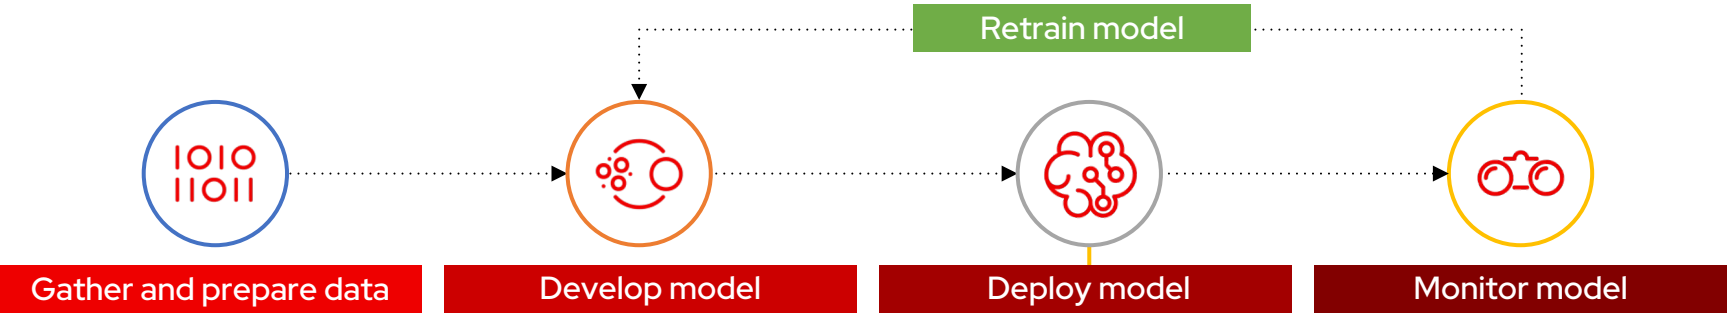 Retrain model
1010
11011
Gather and prepare data
Develop model
Deploy model
Monitor model